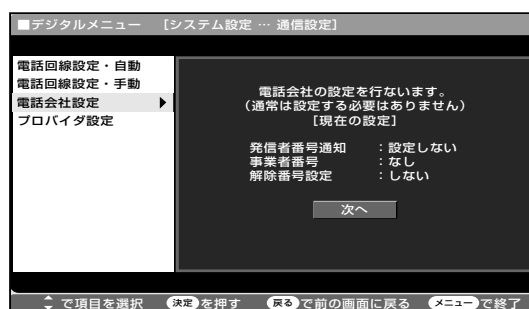 ■デジタルメニュー [システム設定 … 通信設定]
電話回線設定・自動
電話回線設定・手動
電話会社設定
プロバイダ設定
電話会社の設定を行ないます。
(通常は設定する必要はありません)
[現在の設定]
発信者番号通知 :設定しない
事業者番号 :なし
解除番号設定 :しない
次へ
で項目を選択 決定を押す 戻るで前の画面に戻る メニューで終了